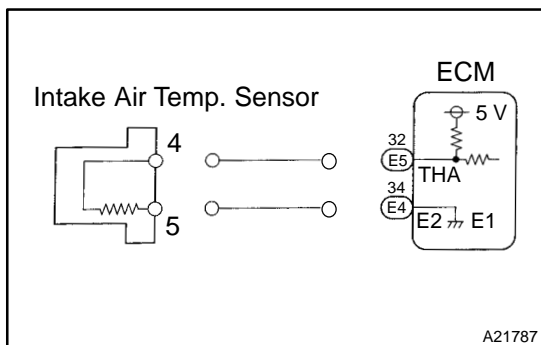 ECM
Intake Air Temp. Sensor
5 V
4
32
E5
THA
34
E4
5
E2
E1
A21787